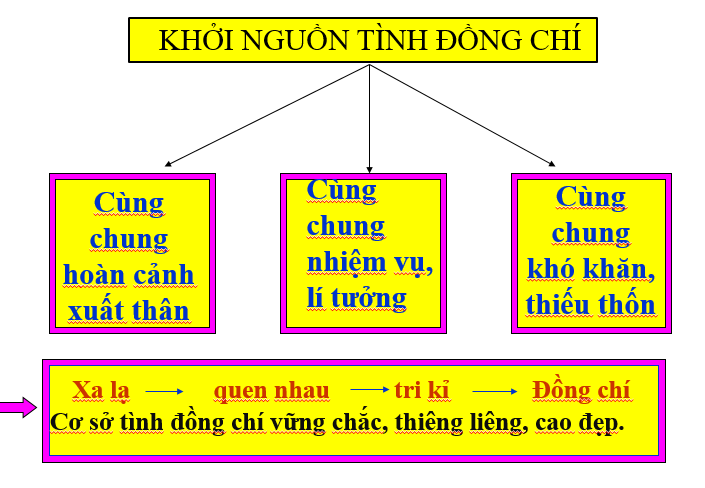 KHỞI NGUỒN TÌNH ĐỒNG CHÍ
Cùng
chung
hoàn cảnh
xuất thân
Cùng
chung
nhiệm vụ,
lí tưởng
Cùng
chung
khó khăn,
thiếu thốn
Xa lạ quen nhau tri kỉ Đồng chí
Cơ sở tình đồng chí vững chắc, thiêng liêng, cao đẹp.